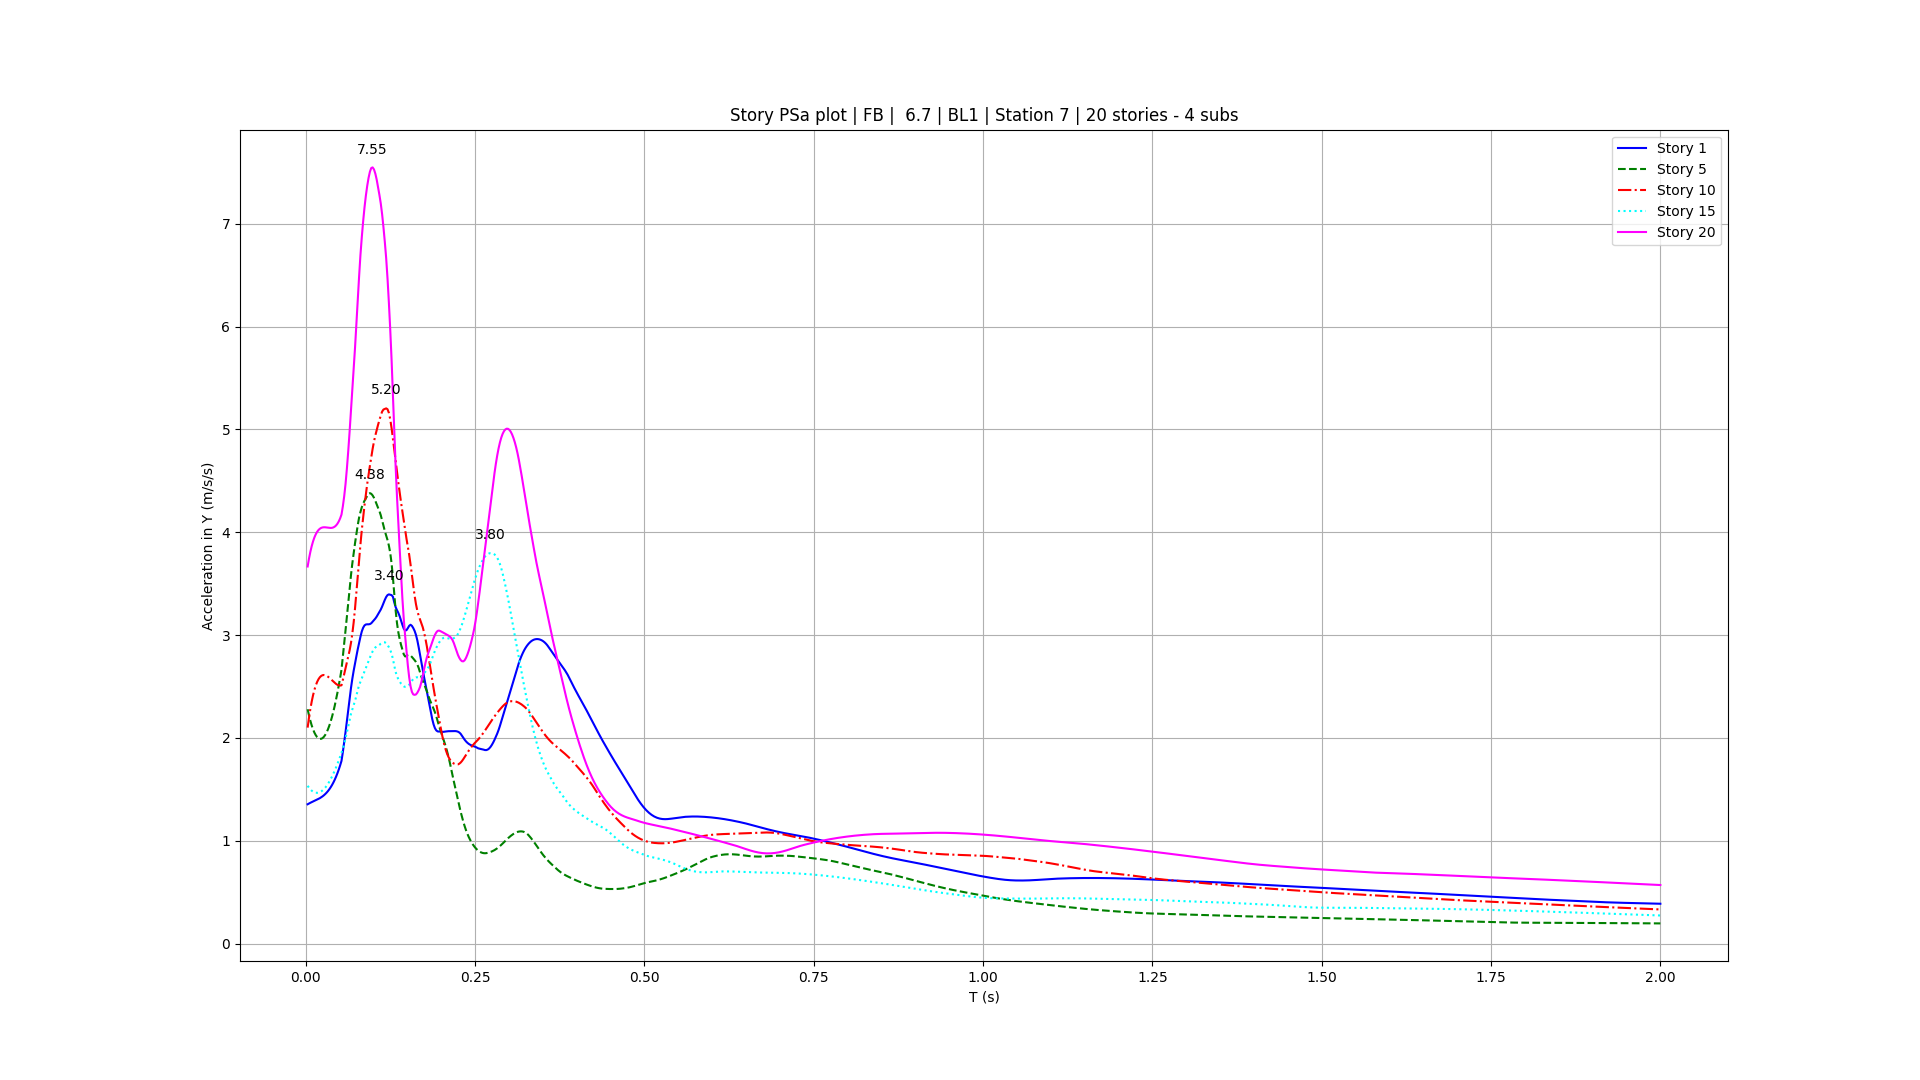 Story PSa plot | FB |  6.7 | BL1 | Station 7 | 20 stories - 4 subs
Story 1
Story 5
Story 10
Story 15
Story 20
7.55
5.20
4.38
3.80
3.40
Acceleration in Y (m/s/s)
7
6
5
4
3
2
1
0
0.00 0.25 0.50 0.75 1.00 1.25 1.50 1.75 2.00
T (s)